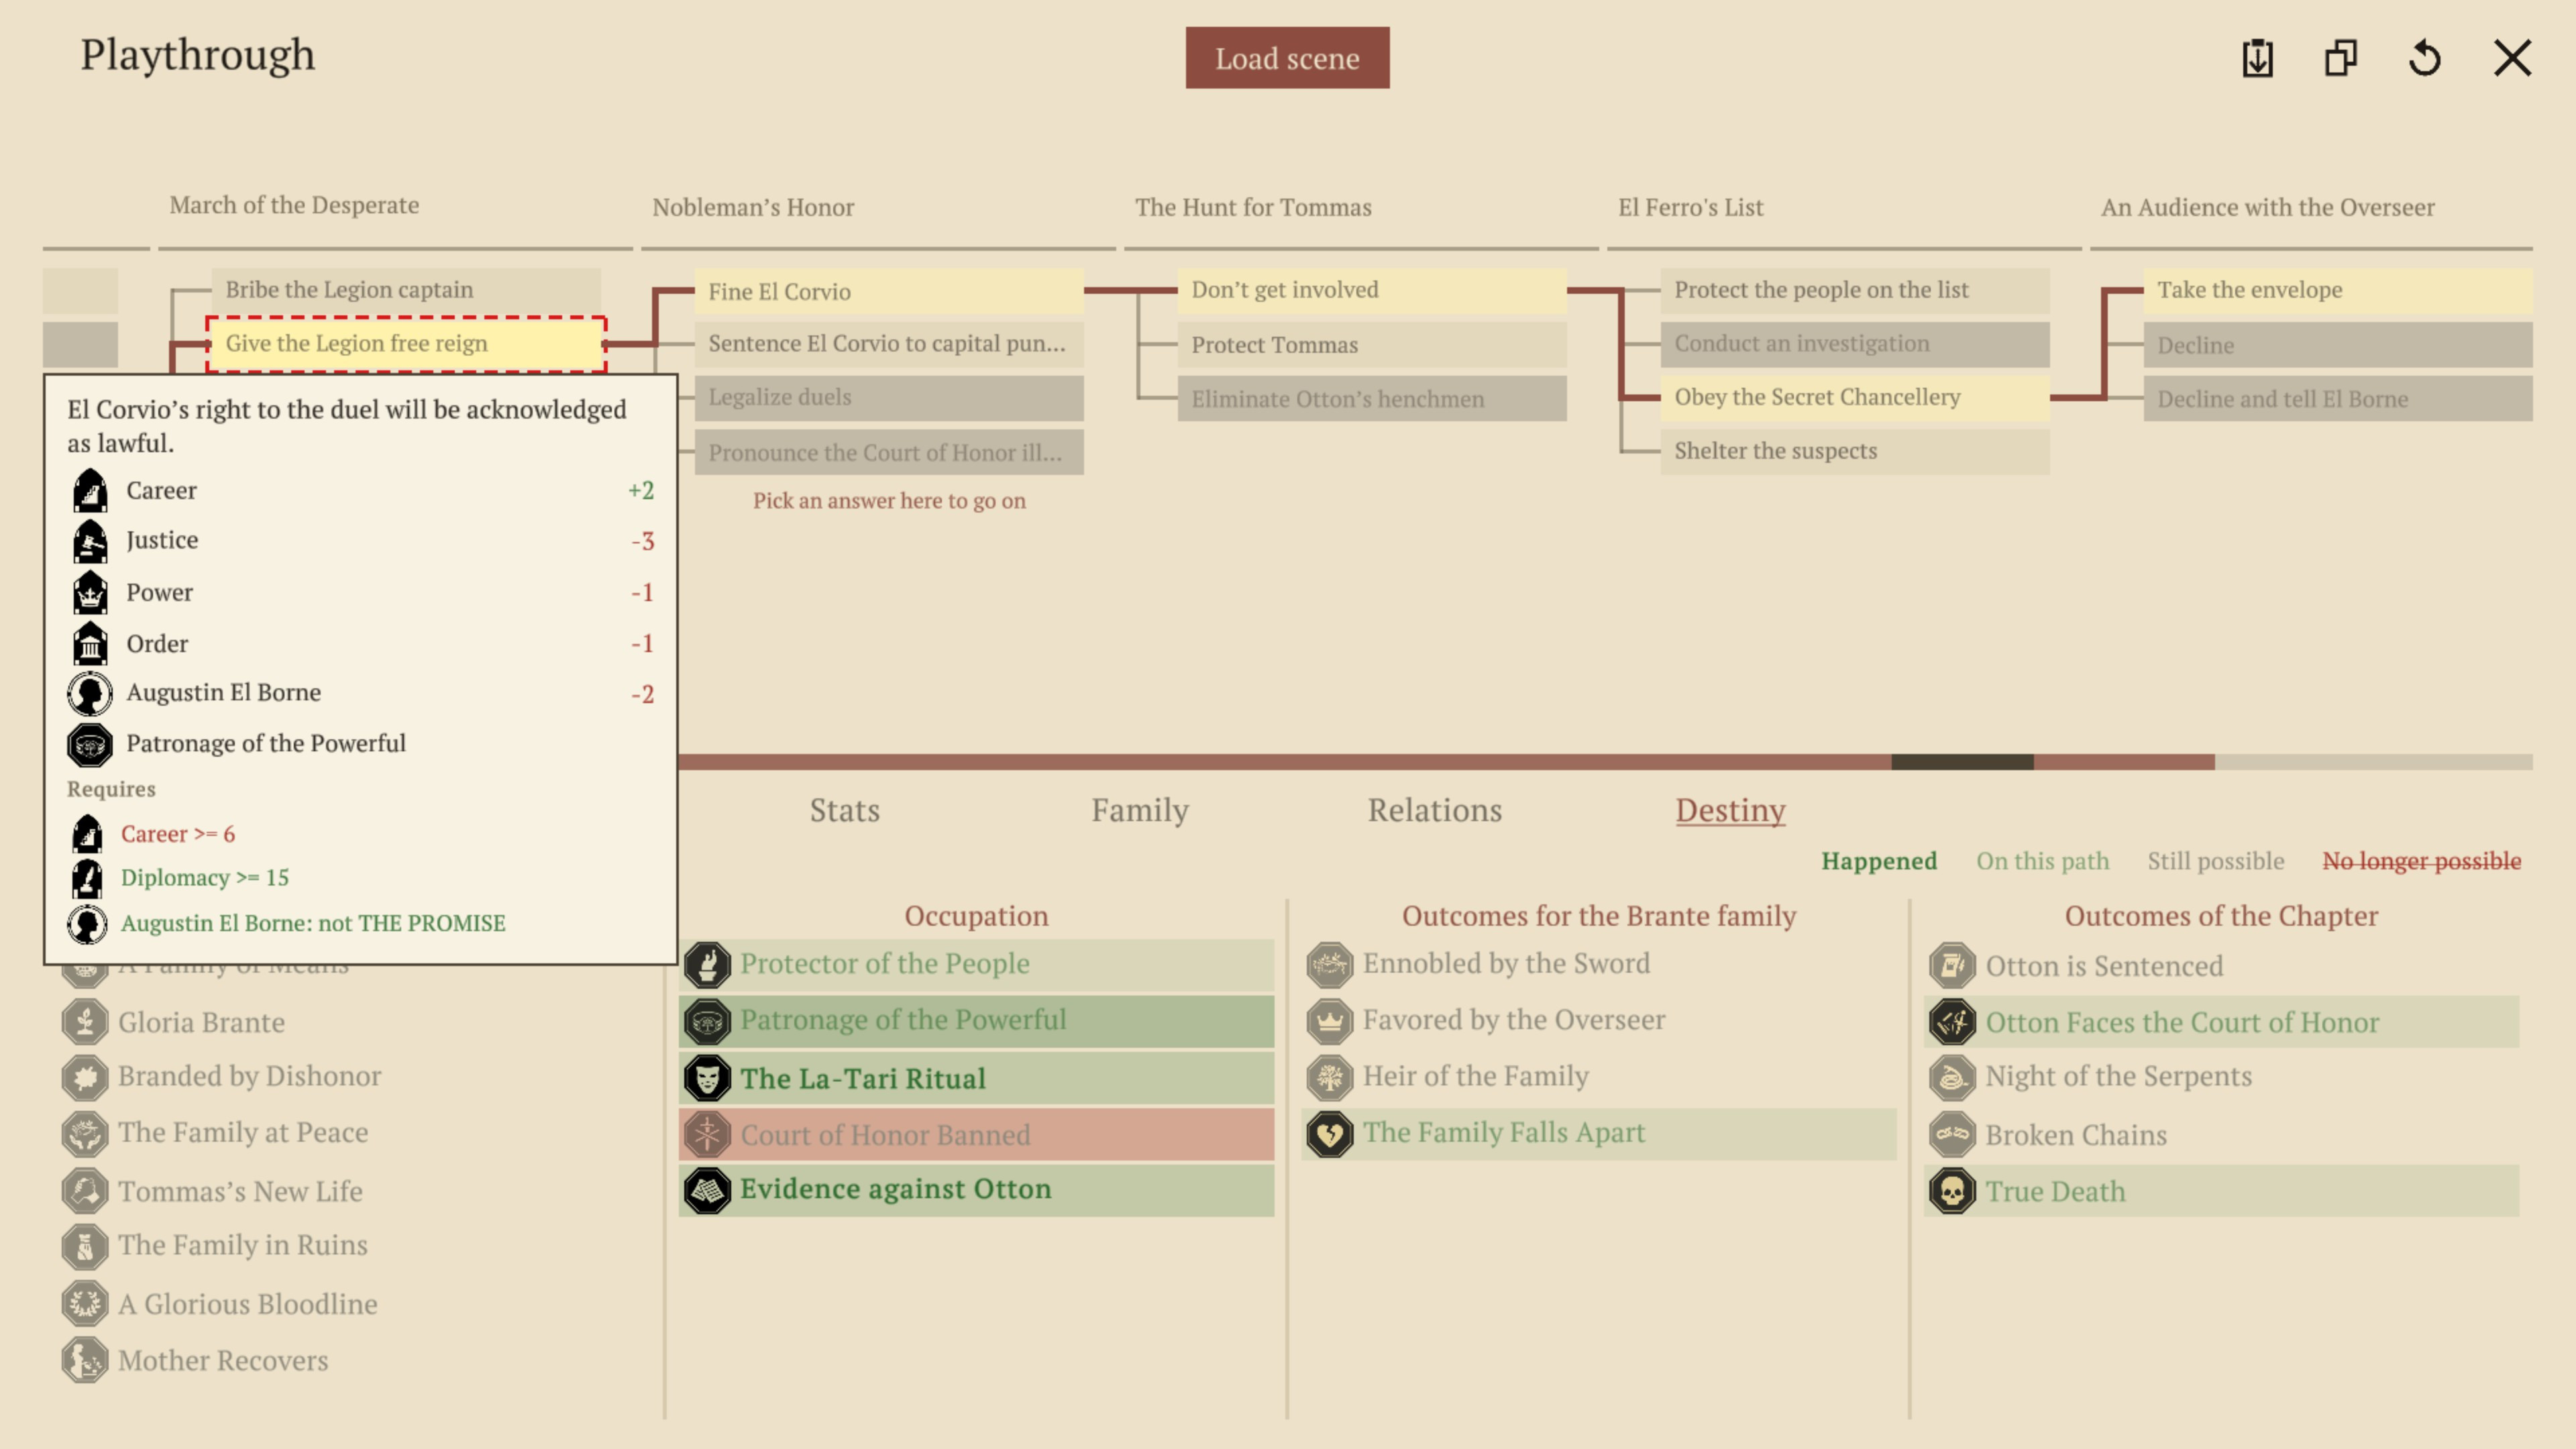 Playthrough
Load scene
March of the Desperate
Nobleman's Honor
The Hunt for Tommas
El Ferro's List
An Audience with the Overseer
Bribe the Legion captain
Give the Legion free reign
Fine El Corvio
Sentence El Corvio to capital pun...
Legalize duels
Pronounce the Court of Honor ill...
Pick an answer here to go on
Don't get involved
Protect Tommas
Eliminate Otton's henchmen
Protect the people on the list
Conduct an investigation
Obey the Secret Chancellery
Shelter the suspects
Take the envelope
Decline
Decline and tell El Borne
El Corvio's right to the duel will be acknowledged
as lawful.
Career +2
Justice -3
Power -1
Order -1
Augustin El Borne -2
Patronage of the Powerful
Requires
Career >= 6
Diplomacy >= 15
Augustin El Borne: not THE PROMISE
Stats
Family
Relations
Destiny
Happened
On this path
Still possible
No longer possible
A Family of Means
Gloria Brante
Branded by Dishonor
The Family at Peace
Tommas's New Life
The Family in Ruins
A Glorious Bloodline
Mother Recovers
Occupation
Protector of the People
Patronage of the Powerful
The La-Tari Ritual
Court of Honor Banned
Evidence against Otton
Outcomes for the Brante family
Ennobled by the Sword
Favored by the Overseer
Heir of the Family
The Family Falls Apart
Outcomes of the Chapter
Otton is Sentenced
Otton Faces the Court of Honor
Night of the Serpents
Broken Chains
True Death